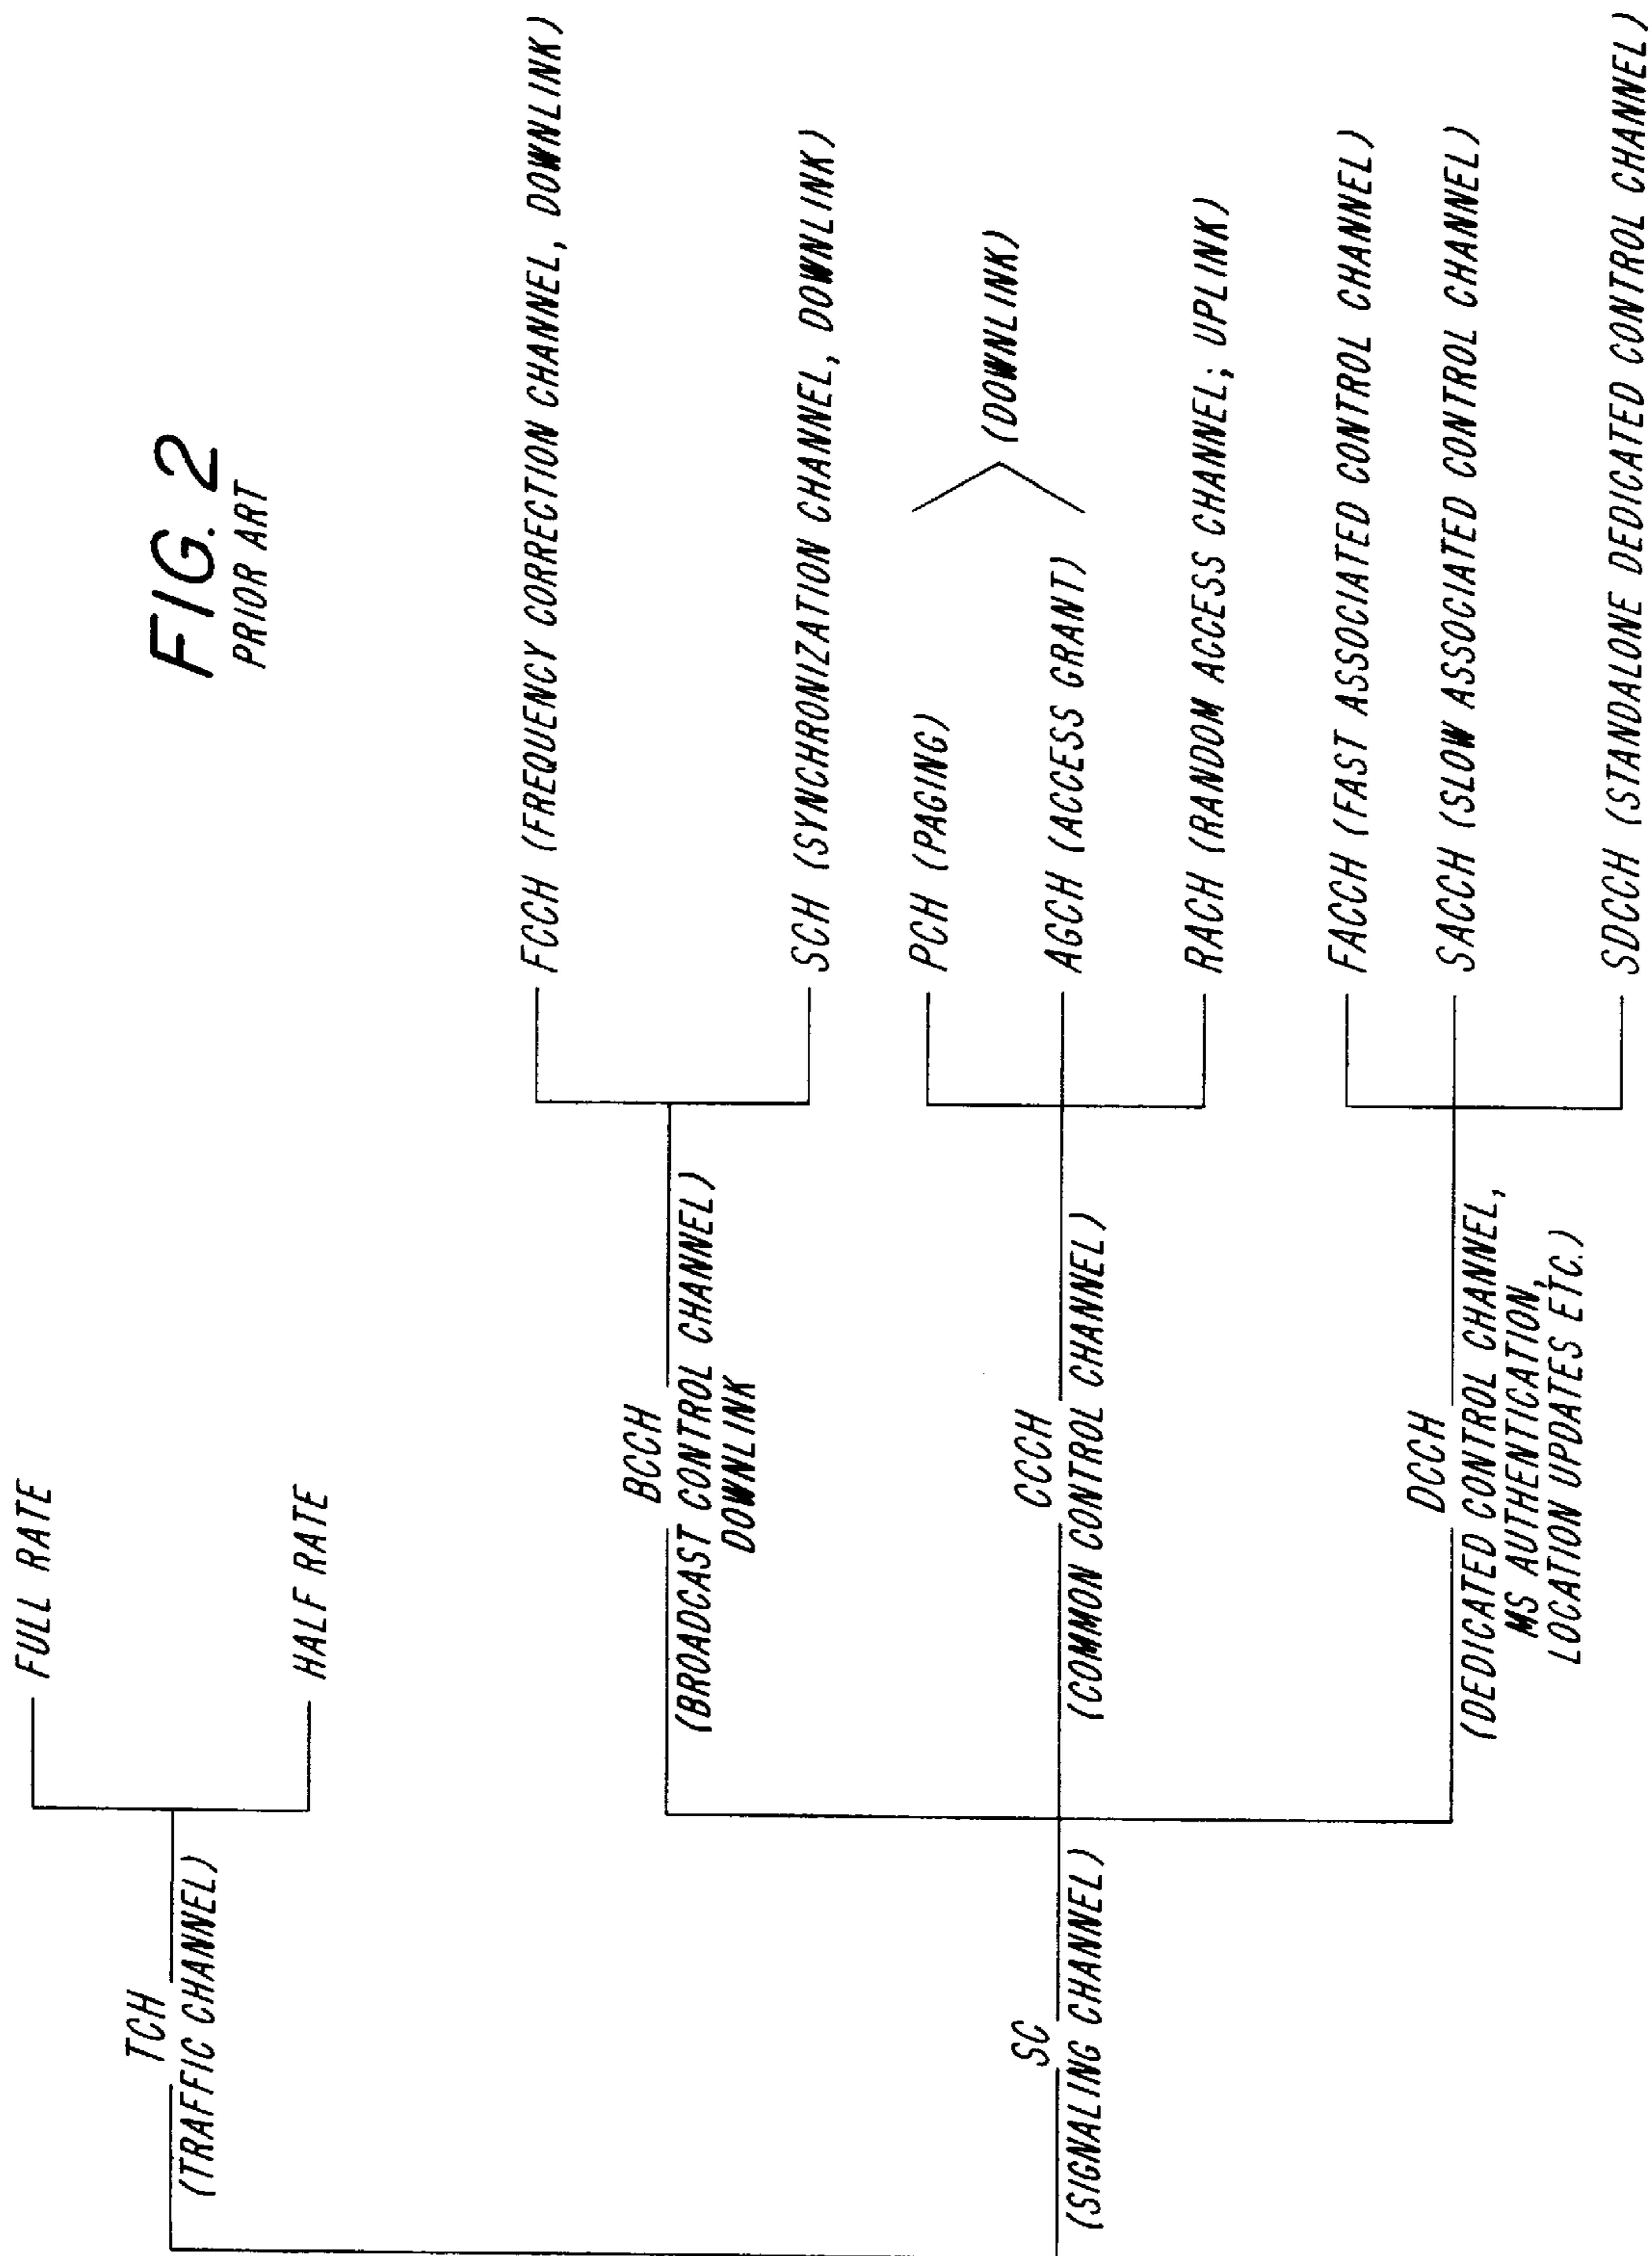 FIG. 2
PRIOR ART
TCH
(TRAFFIC CHANNEL)
FULL RATE
HALF RATE
SC
(SIGNALING CHANNEL)
BCCH
(BROADCAST CONTROL CHANNEL)
DOWNLINK
FCCH (FREQUENCY CORRECTION CHANNEL, DOWNLINK)
SCH (SYNCHRONIZATION CHANNEL, DOWNLINK)
CCCH
(COMMON CONTROL CHANNEL)
PCH (PAGING)
AGCH (ACCESS GRANT)
(DOWNLINK)
RACH (RANDOM ACCESS CHANNEL; UPLINK)
DCCH
(DEDICATED CONTROL CHANNEL,
MS AUTHENTICATION,
LOCATION UPDATES ETC.)
FACCH (FAST ASSOCIATED CONTROL CHANNEL)
SACCH (SLOW ASSOCIATED CONTROL CHANNEL)
SDCCH (STANDALONE DEDICATED CONTROL CHANNEL)